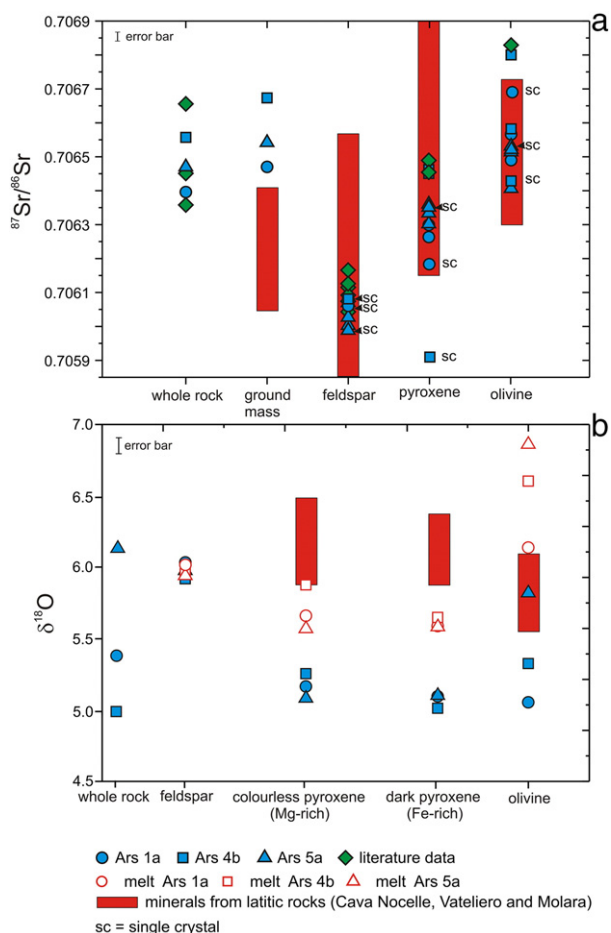 a
error bar
0.7069
0.7067
0.7065
0.7063
0.7061
0.7059
87Sr/86Sr
sc
sc
sc
sc
sc
sc
sc
sc
sc
whole rock
ground mass
feldspar
pyroxene
olivine
b
error bar
7.0
6.5
6.0
5.5
5.0
4.5
δ18O
whole rock
feldspar
colourless pyroxene
(Mg-rich)
dark pyroxene
(Fe-rich)
olivine
Ars 1a
Ars 4b
Ars 5a
literature data
melt Ars 1a
melt Ars 4b
melt Ars 5a
minerals from latitic rocks (Cava Nocelle, Vateliero and Molara)
sc = single crystal